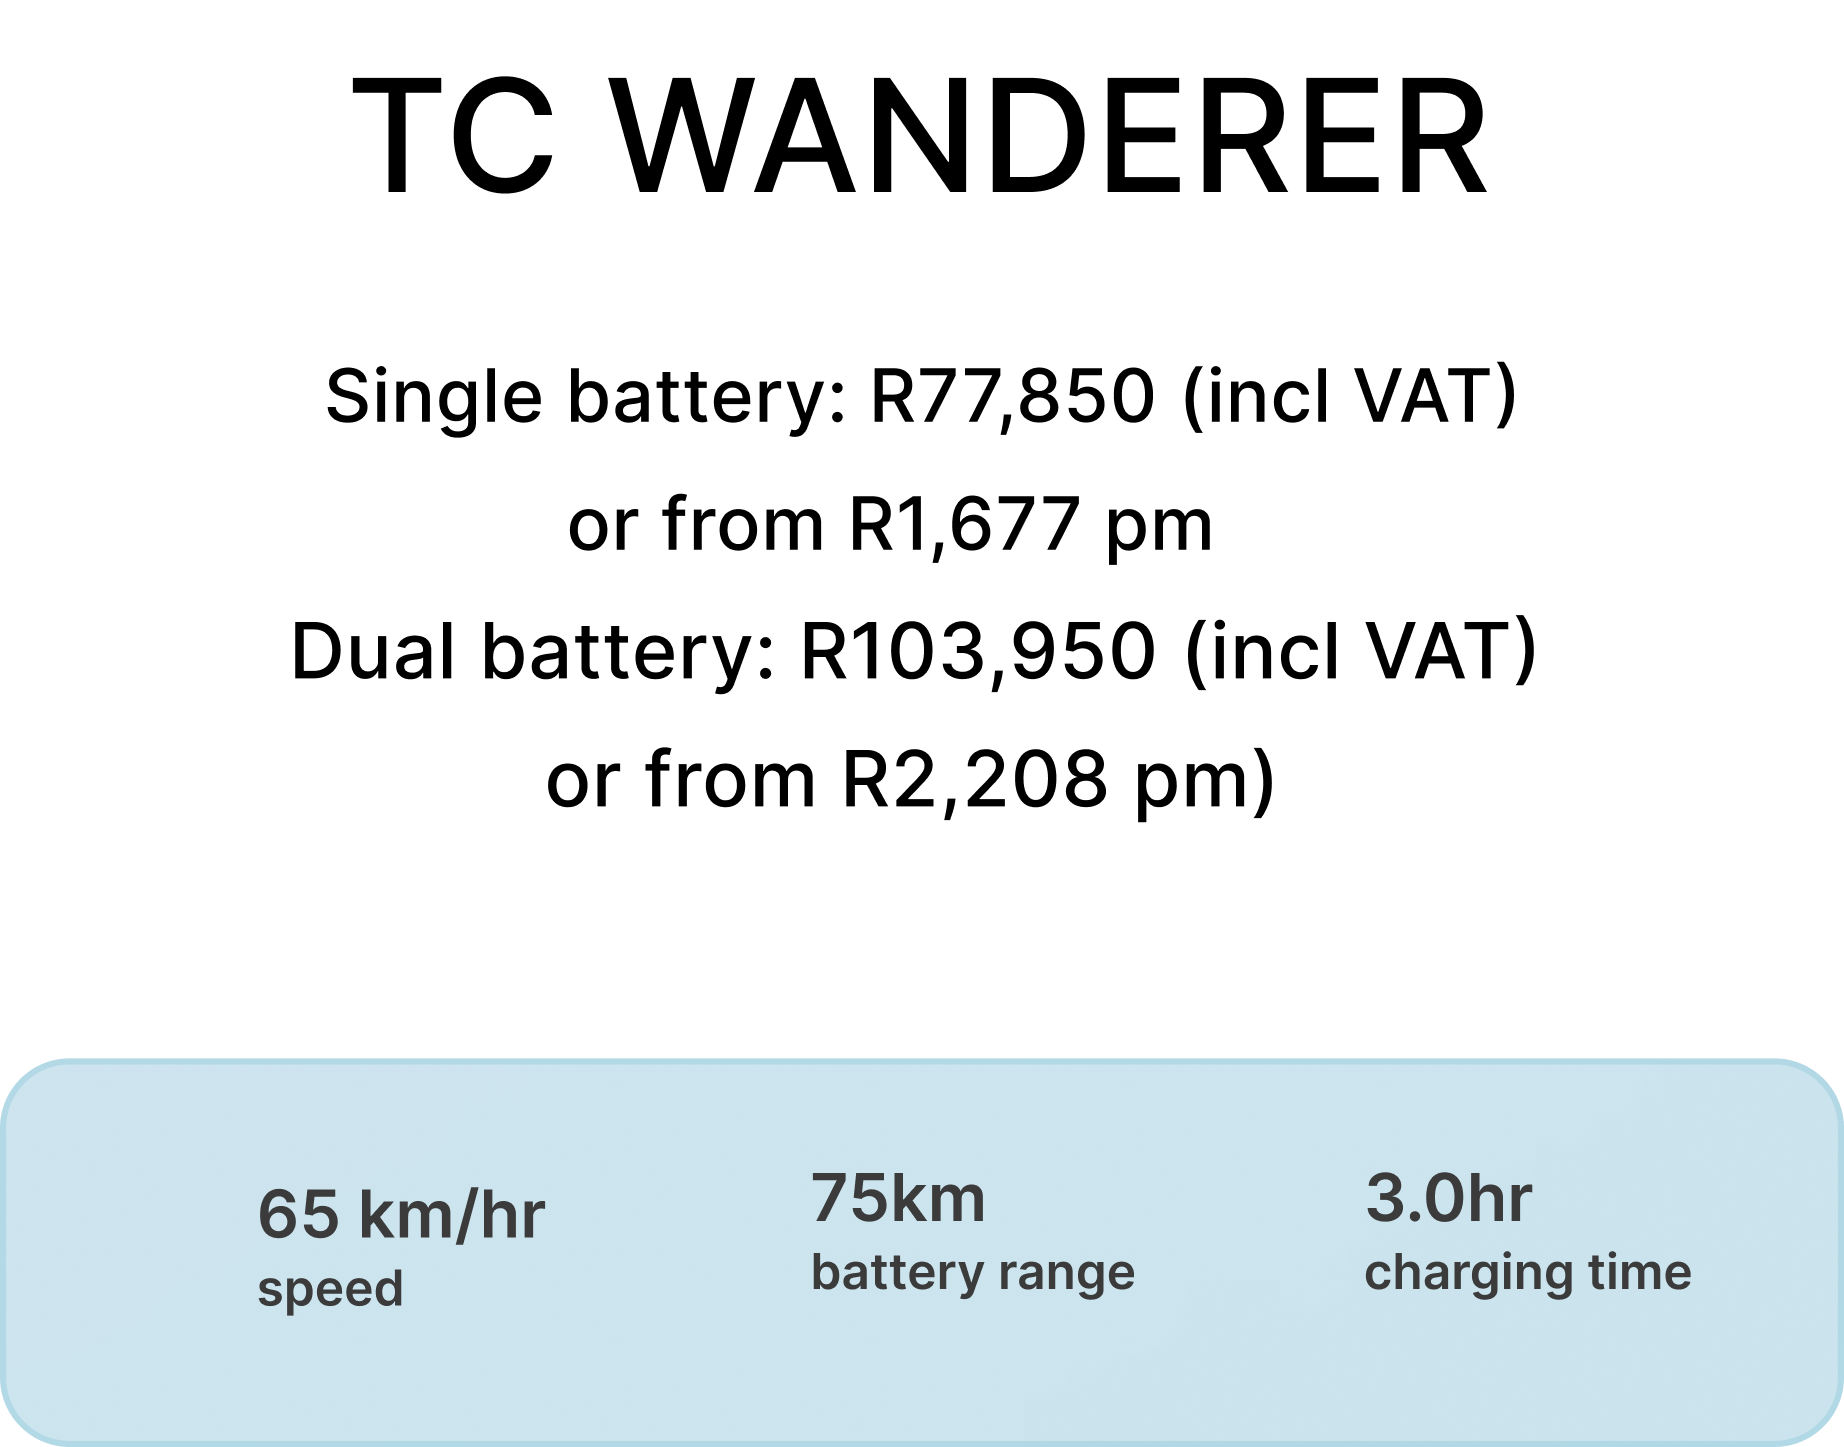 TC WANDERER
Single battery: R77,850 (incl VAT)
or from R1,677 pm
Dual battery: R103,950 (incl VAT)
or from R2,208 pm)
65 km/hr
speed
75km
battery range
3.0hr
charging time